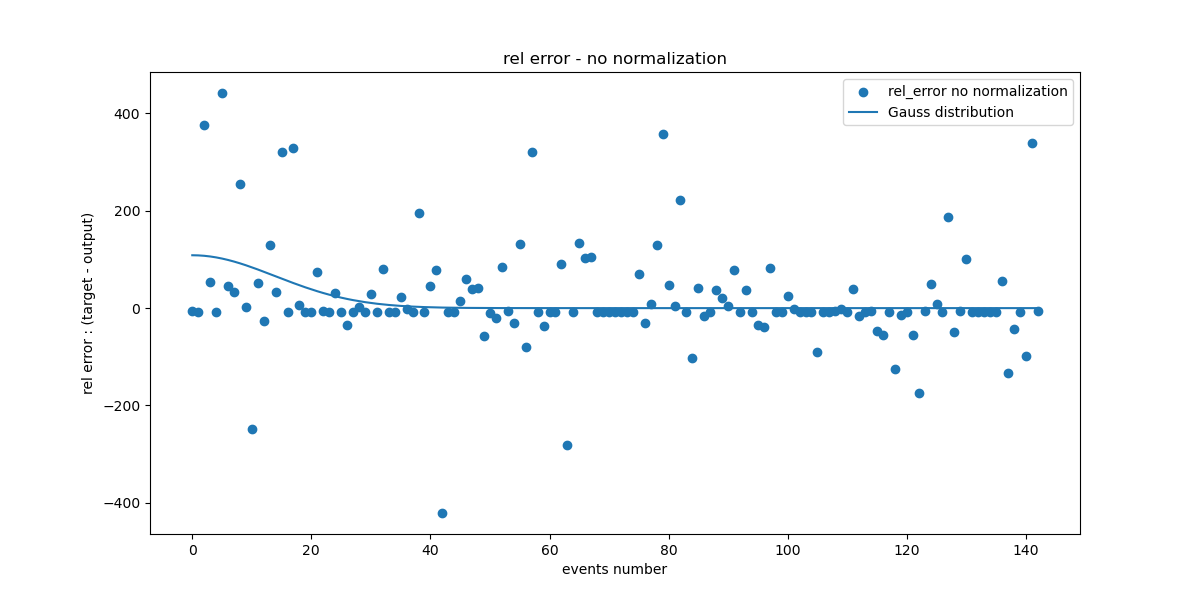 rel error - no normalization
rel_error no normalization
Gauss distribution
rel error : (target - output)
400
200
0
−200
−400
0 20 40 60 80 100 120 140
events number